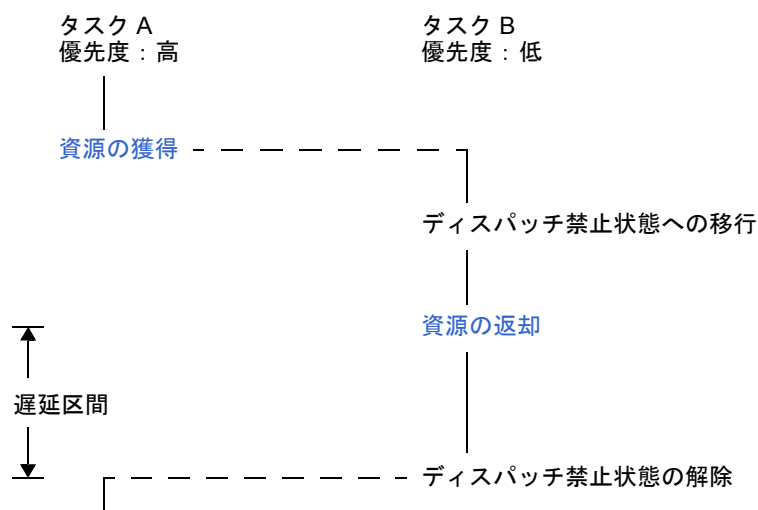 タスク A
優先度：高
タスク B
優先度：低
資源の獲得
ディスパッチ禁止状態への移行
資源の返却
遅延区間
ディスパッチ禁止状態の解除